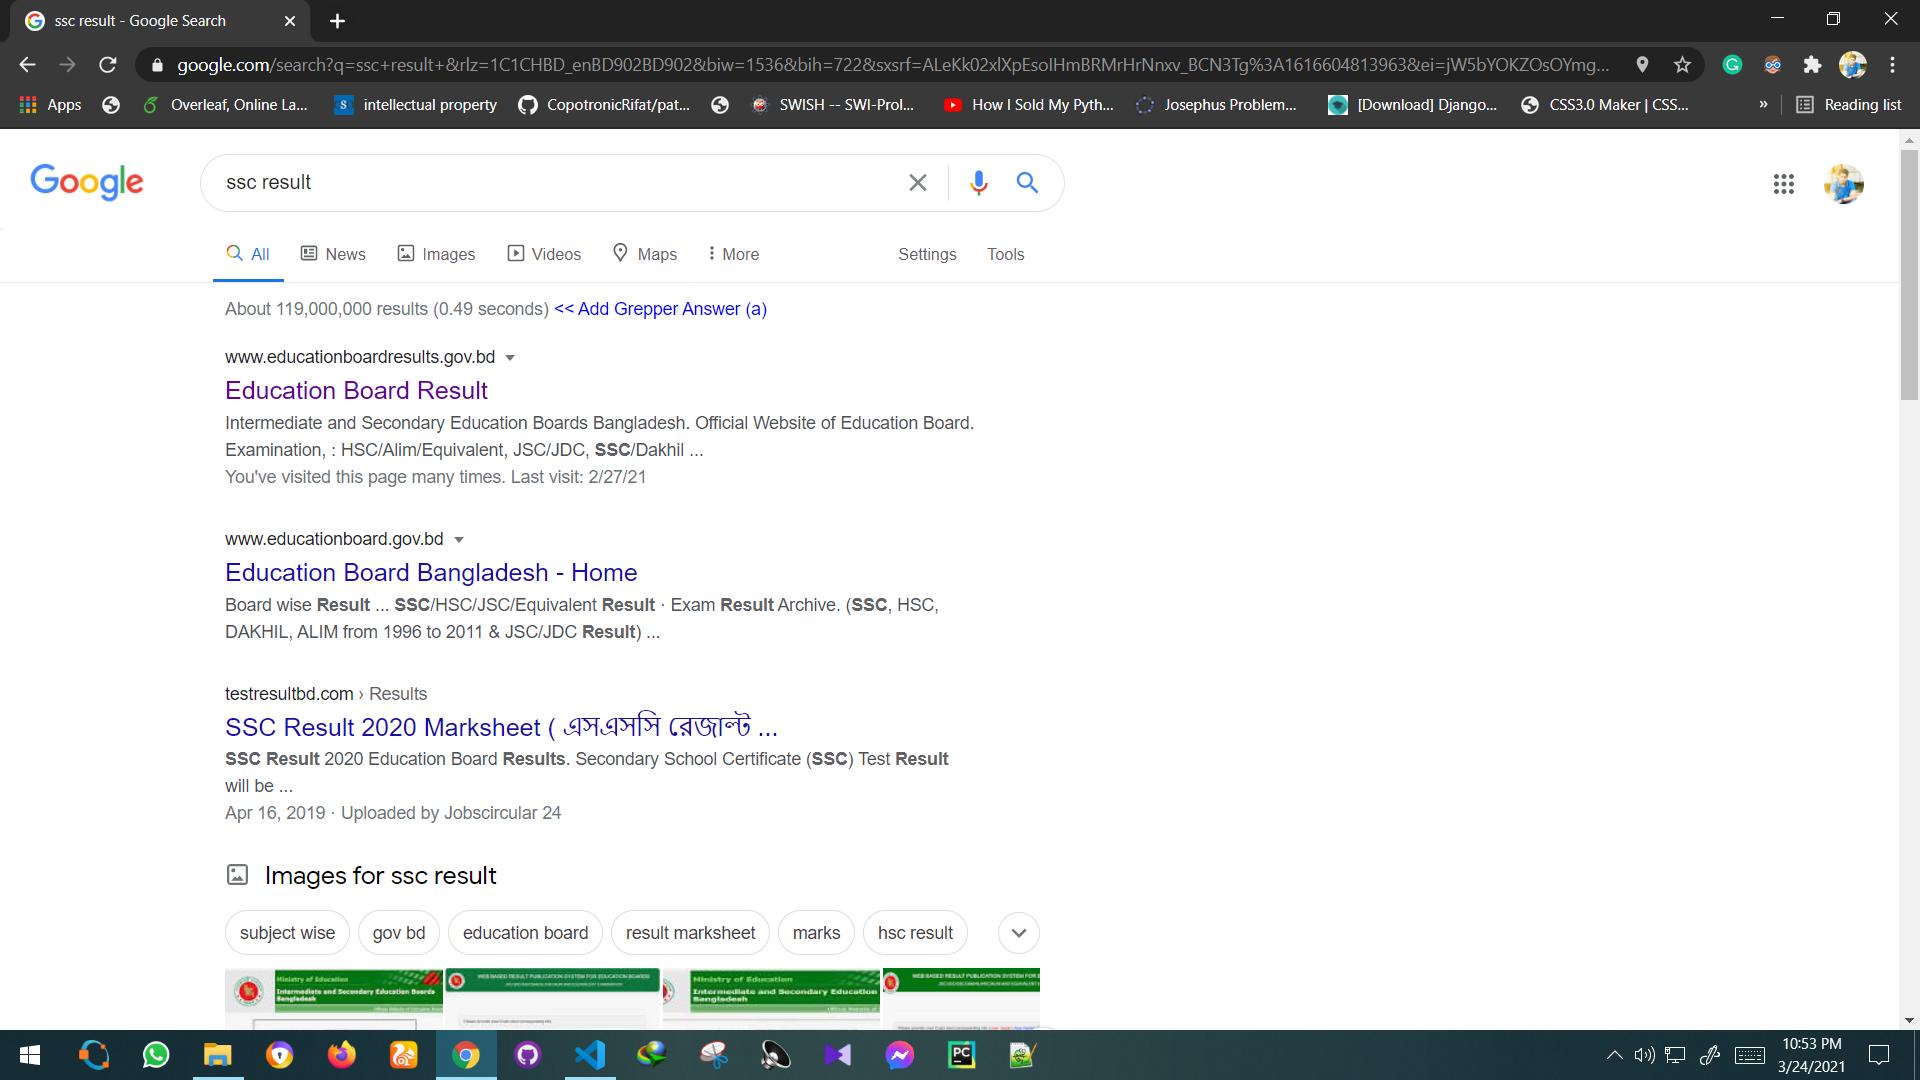 ssc result - Google Search
google.com/search?q=ssc+result+&rlz=1C1CHBD_enBD902BD902&biw=1536&bih=722&sxsrf=ALeKk02xlXpEsoIHmBRMrHrNnxv_BCN3Tg%3A1616604813963&ei=jW5bYOKZOsOYmg...
Apps Overleaf, Online La... intellectual property CopotronicRifat/pat... SWISH -- SWI-Prol... How I Sold My Pyth... Josephus Problem... [Download] Django... CSS3.0 Maker | CSS... » Reading list
Google ssc result
All News Images Videos Maps More Settings Tools
About 119,000,000 results (0.49 seconds) << Add Grepper Answer (a)
www.educationboardresults.gov.bd
Education Board Result
Intermediate and Secondary Education Boards Bangladesh. Official Website of Education Board.
Examination, : HSC/Alim/Equivalent, JSC/JDC, SSC/Dakhil ...
You've visited this page many times. Last visit: 2/27/21
www.educationboard.gov.bd
Education Board Bangladesh - Home
Board wise Result ... SSC/HSC/JSC/Equivalent Result · Exam Result Archive. (SSC, HSC,
DAKHIL, ALIM from 1996 to 2011 & JSC/JDC Result) ...
testresultbd.com › Results
SSC Result 2020 Marksheet ( এসএসসি রেজাল্ট ...
SSC Result 2020 Education Board Results. Secondary School Certificate (SSC) Test Result
will be ...
Apr 16, 2019 · Uploaded by Jobscircular 24
Images for ssc result
subject wise gov bd education board result marksheet marks hsc result
Ministry of Education WEB BASED RESULT PUBLICATION SYSTEM FOR EDUCATION BOARDS Ministry of Education WEB BASED RESULT PUBLICATION SYSTEM FOR E
Intermediate and Secondary Education Boards Intermediate and Secondary Education
Bangladesh Bangladesh
10:53 PM
3/24/2021